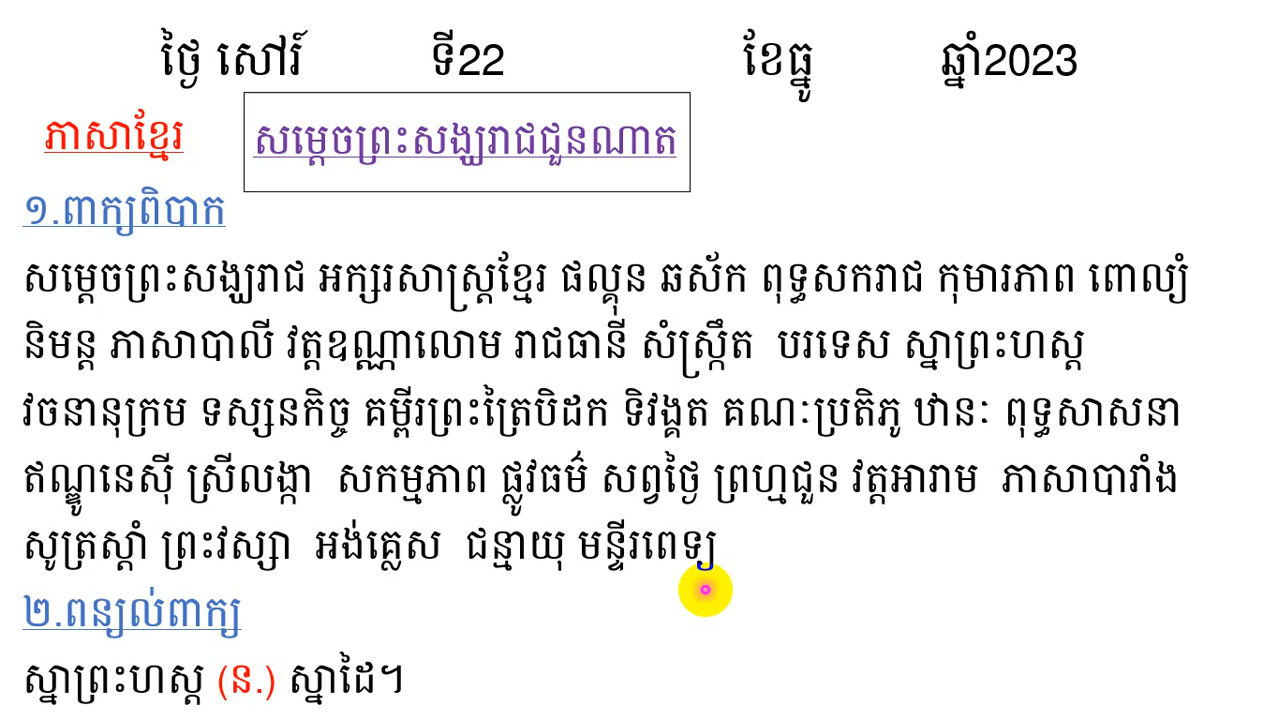 ថ្ងៃ សៅរ៍ ទី22 ខែធ្នូ ឆ្នាំ2023
ភាសាខ្មែរ សម្តេចព្រះសង្ឃរាជជួនណាត
១.ពាក្យពិបាក
សម្តេចព្រះសង្ឃរាជ អក្សរសាស្ត្រខ្មែរ ផល្គុន ឆស័ក ពុទ្ធសករាជ កុមារភាព ពោល្យំ
និមន្ត ភាសាបាលី វត្តឧណ្ណាលោម រាជធានី សំស្ក្រឹត បរទេស ស្នាព្រះហស្ត
វចនានុក្រម ទស្សនកិច្ច គម្ពីរព្រះត្រៃបិដក ទិវង្គត គណៈប្រតិភូ ឋានៈ ពុទ្ធសាសនា
ឥណ្ឌូនេស៊ី ស្រីលង្កា សកម្មភាព ផ្លូវធម៌ សព្វថ្ងៃ ព្រហ្មជួន វត្តអារាម ភាសាបារាំង
សូត្រស្តាំ ព្រះវស្សា អង់គ្លេស ជន្មាយុ មន្ទីរពេទ្យ
២.ពន្យល់ពាក្យ
ស្នាព្រះហស្ត (ន.) ស្នាដៃ។